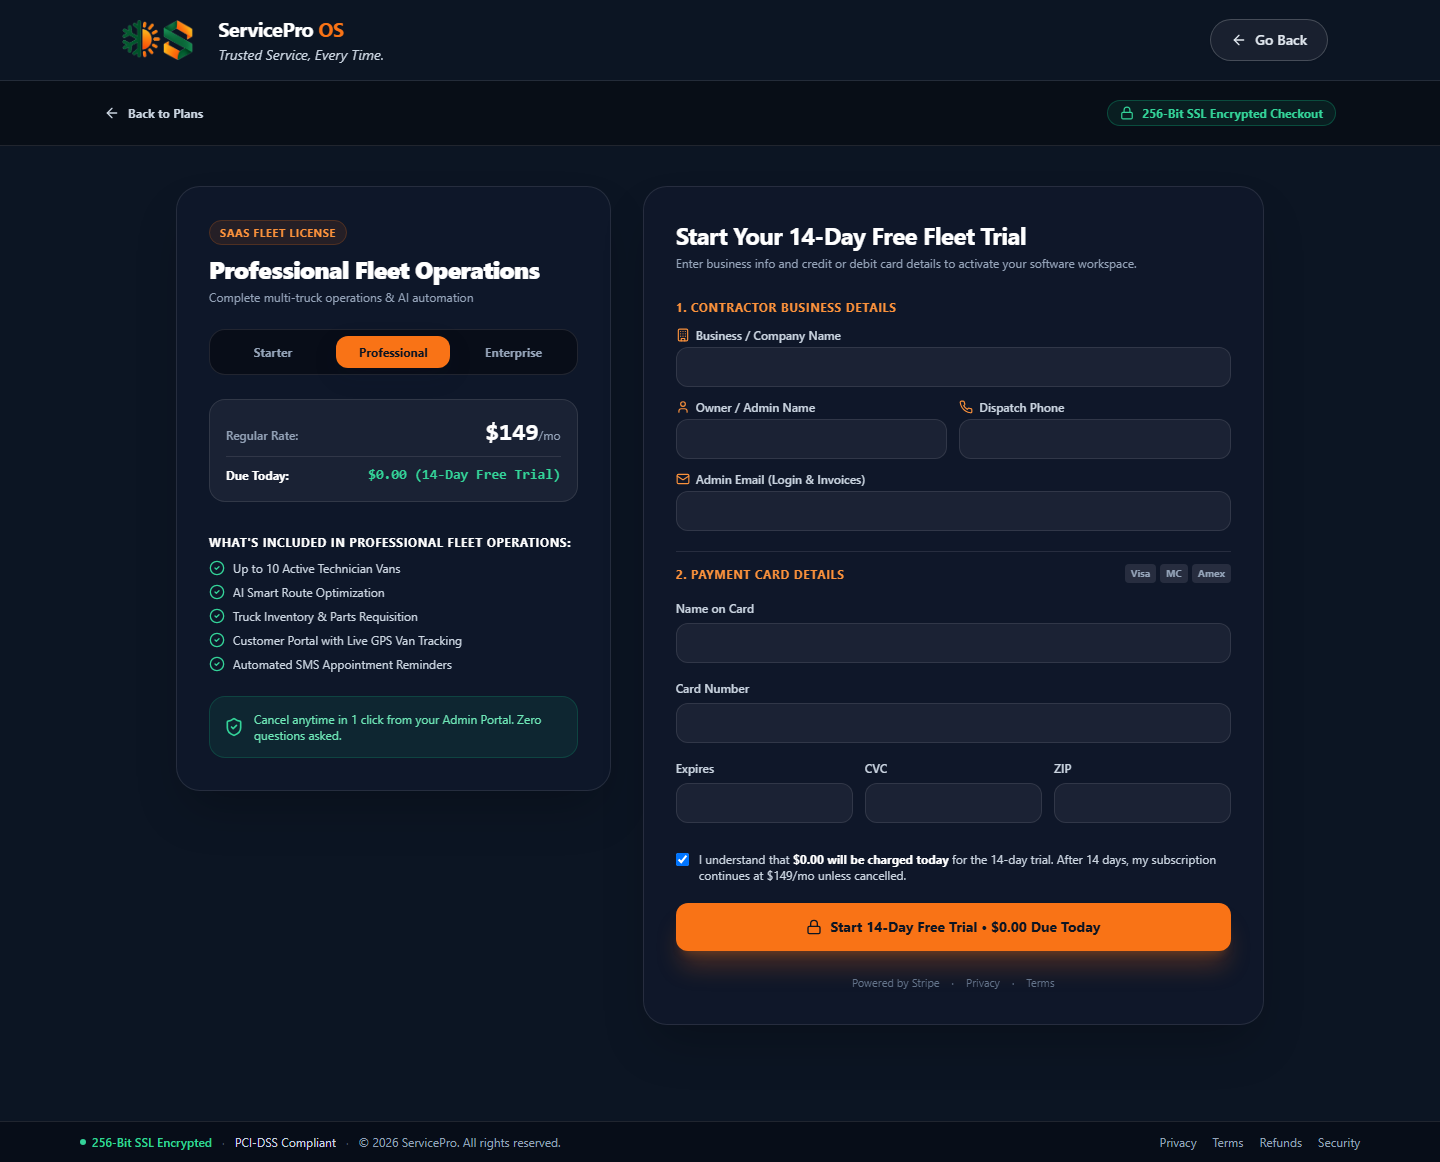 ServicePro OS
Trusted Service, Every Time.
Go Back
Back to Plans
256-Bit SSL Encrypted Checkout
SAAS FLEET LICENSE
Professional Fleet Operations
Complete multi-truck operations & AI automation
Starter
Professional
Enterprise
Regular Rate:
$149/mo
Due Today:
$0.00 (14-Day Free Trial)
WHAT'S INCLUDED IN PROFESSIONAL FLEET OPERATIONS:
Up to 10 Active Technician Vans
AI Smart Route Optimization
Truck Inventory & Parts Requisition
Customer Portal with Live GPS Van Tracking
Automated SMS Appointment Reminders
Cancel anytime in 1 click from your Admin Portal. Zero
questions asked.
Start Your 14-Day Free Fleet Trial
Enter business info and credit or debit card details to activate your software workspace.
1. CONTRACTOR BUSINESS DETAILS
Business / Company Name
Owner / Admin Name
Dispatch Phone
Admin Email (Login & Invoices)
2. PAYMENT CARD DETAILS
Visa
MC
Amex
Name on Card
Card Number
Expires
CVC
ZIP
I understand that $0.00 will be charged today for the 14-day trial. After 14 days, my subscription
continues at $149/mo unless cancelled.
Start 14-Day Free Trial • $0.00 Due Today
Powered by Stripe · Privacy · Terms
256-Bit SSL Encrypted · PCI-DSS Compliant · © 2026 ServicePro. All rights reserved.
Privacy
Terms
Refunds
Security